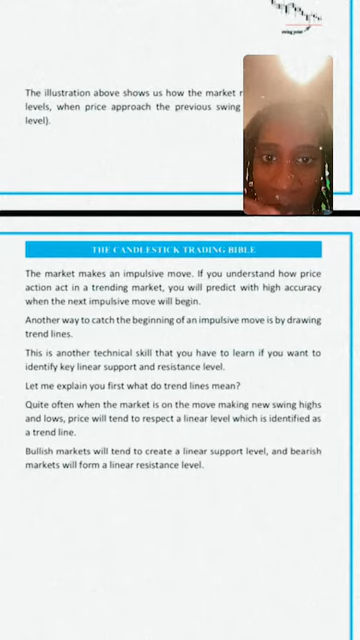 swing point
The illustration above shows us how the market
levels, when price approach the previous swing
level).
THE CANDLESTICK TRADING BIBLE
The market makes an impulsive move. If you understand how price
action act in a trending market, you will predict with high accuracy
when the next impulsive move will begin.
Another way to catch the beginning of an impulsive move is by drawing
trend lines.
This is another technical skill that you have to learn if you want to
identify key linear support and resistance level.
Let me explain you first what do trend lines mean?
Quite often when the market is on the move making new swing highs
and lows, price will tend to respect a linear level which is identified as
a trend line.
Bullish markets will tend to create a linear support level, and bearish
markets will form a linear resistance level.